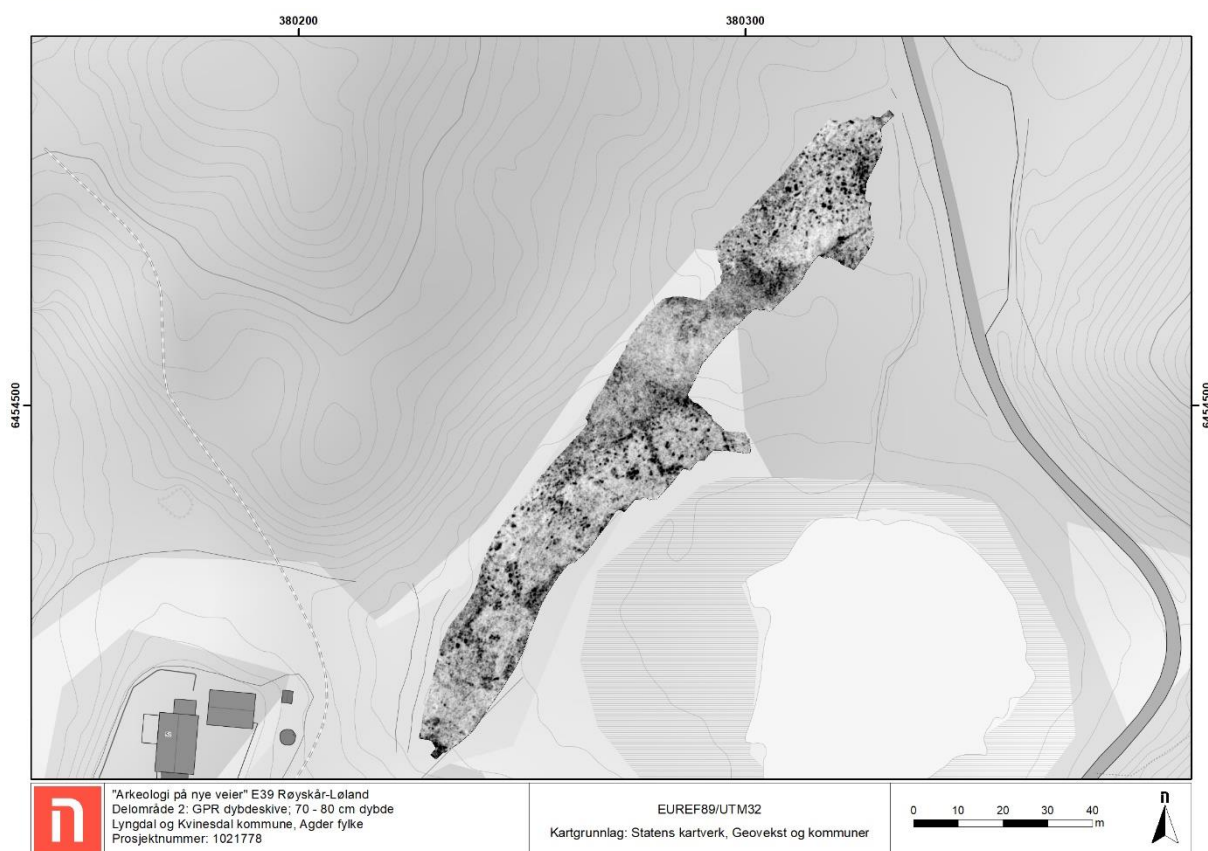 380200
380300
6454500
6454500
"Arkeologi på nye veier" E39 Røyskår-Løland
Delområde 2: GPR dybdeskive; 70 - 80 cm dybde
Lyngdal og Kvinesdal kommune, Agder fylke
Prosjektnummer: 1021778
EUREF89/UTM32
Kartgrunnlag: Statens kartverk, Geovekst og kommuner
0 10 20 30 40
m
n